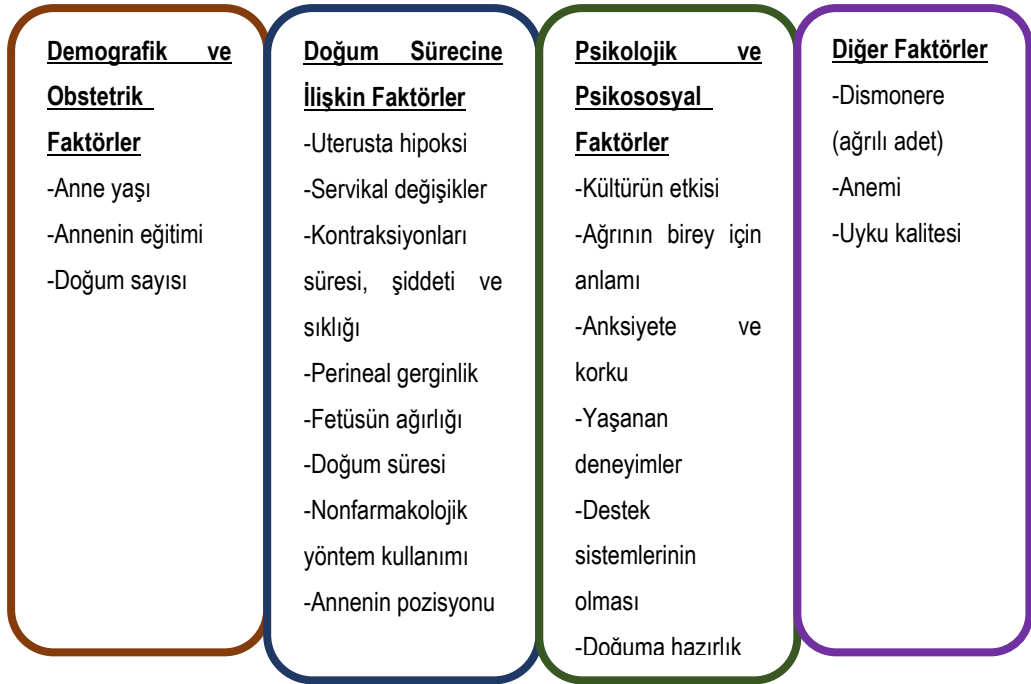 Demografik ve
Obstetrik
Faktörler
-Anne yaşı
-Annenin eğitimi
-Doğum sayısı
Doğum Sürecine
İlişkin Faktörler
-Uterusta hipoksi
-Servikal değişikler
-Kontraksiyonları
süresi, şiddeti ve
sıklığı
-Perineal gerginlik
-Fetüsün ağırlığı
-Doğum süresi
-Nonfarmakolojik
yöntem kullanımı
-Annenin pozisyonu
Psikolojik ve
Psikososyal
Faktörler
-Kültürün etkisi
-Ağrının birey için
anlamı
-Anksiyete ve
korku
-Yaşanan
deneyimler
-Destek
sistemlerinin
olması
-Doğuma hazırlık
Diğer Faktörler
-Dismonere
(ağrılı adet)
-Anemi
-Uyku kalitesi